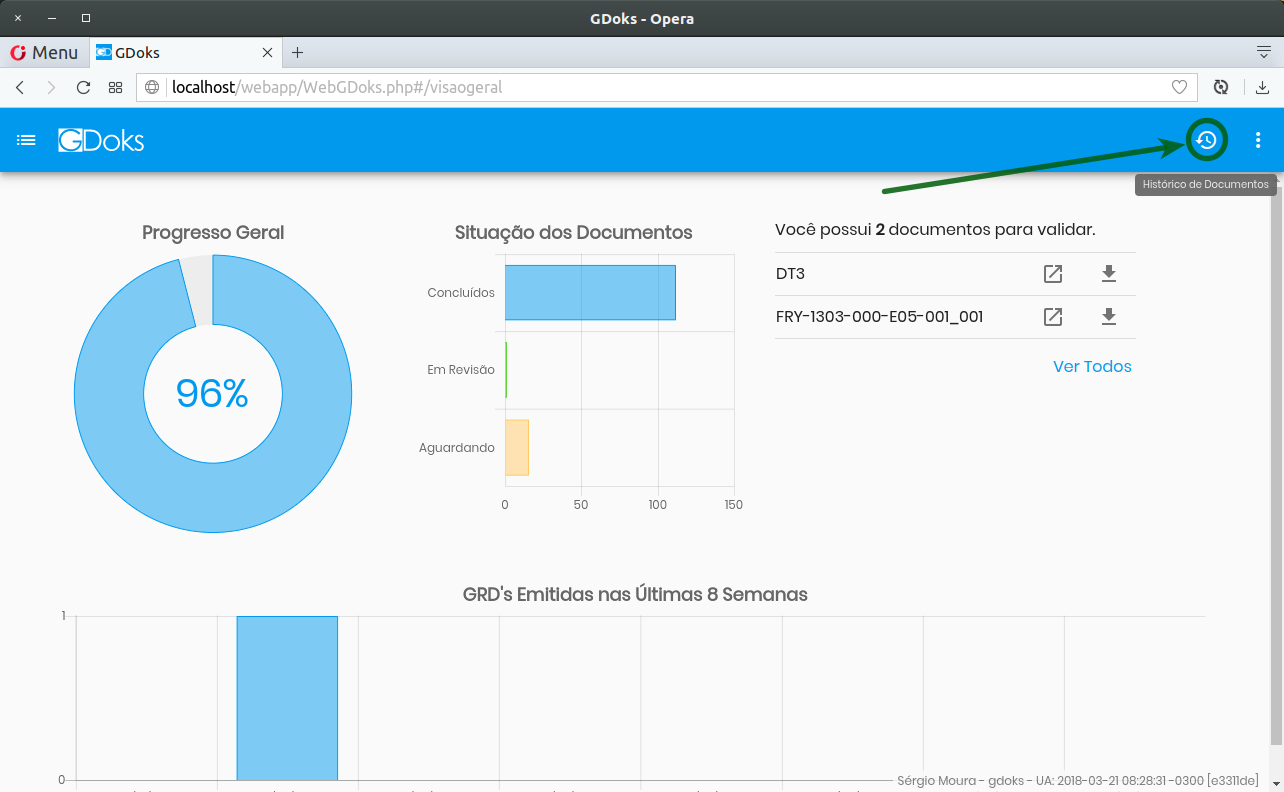 GDoks - Opera
Menu
GDoks
localhost/webapp/WebGDoks.php#/visaogeral
GDoks
Histórico de Documentos
Progresso Geral
96%
Situação dos Documentos
Concluídos
Em Revisão
Aguardando
0 50 100 150
Você possui 2 documentos para validar.
DT3
FRY-1303-000-E05-001_001
Ver Todos
GRD's Emitidas nas Últimas 8 Semanas
1
0
Sérgio Moura - gdoks - UA: 2018-03-21 08:28:31 -0300 [e3311de]